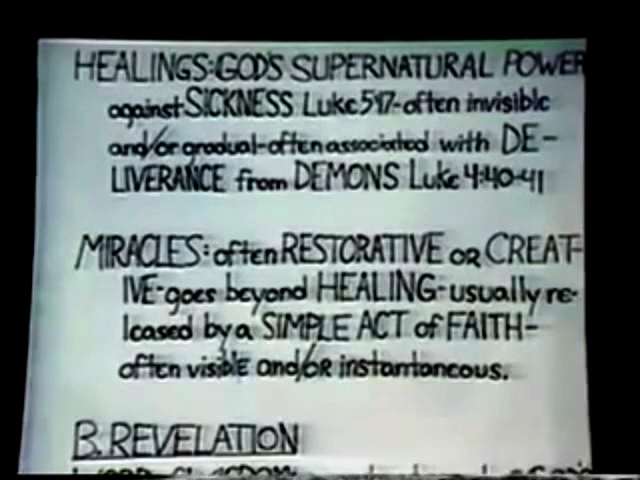 HEALINGS: GOD'S SUPERNATURAL POWER
against SICKNESS Luke 5:17-often invisible
and/or gradual-often associated with DE-
LIVERANCE from DEMONS Luke 4:40-41
MIRACLES: often RESTORATIVE OR CREAT-
IVE-goes beyond HEALING-usually re-
leased by a SIMPLE ACT of FAITH-
often visible and/or instantaneous.
B. REVELATION